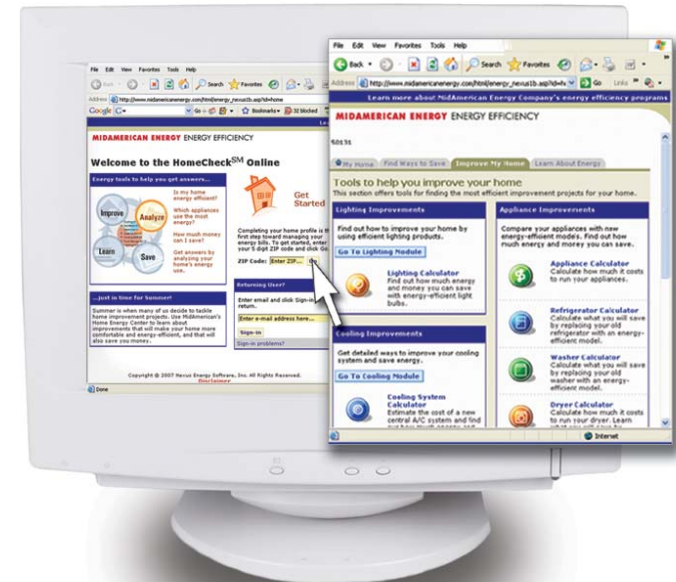 File Edit View Favorites Tools Help
Back Search Favorites
Address http://www.midamericanenergy.com/html/energy_nexus1b.asp?id=home
Google Go Bookmarks 32 blocked
MIDAMERICAN ENERGY ENERGY EFFICIENCY
Welcome to the HomeCheck℠ Online
Energy tools to help you get answers...
Improve
Analyze
Learn
Save
Is my home
energy efficient?
Which appliances
use the most
energy?
How much money
can I save?
Get answers by
analyzing your
home's energy
use.
Get
Started
Completing your home profile is th
first step toward managing your
energy bills. To get started, enter
your 5 digit ZIP code and click Go.
ZIP Code: Enter ZIP... Go
...just in time for Summer!
Summer is when many of us decide to tackle
home improvement projects. Use MidAmerican's
Home Energy Center to learn about
improvements that will make your home more
comfortable and energy-efficient, and that will
also save you money.
Returning User?
Enter email and click Sign-in
return.
Enter e-mail address here...
Sign-in
Sign-in problems?
Copyright © 2007 Nexus Energy Software, Inc. All Rights Reserved.
Disclaimer
Done
File Edit View Favorites Tools Help
Back Search Favorites
Address http://www.midamericanenergy.com/html/energy_nexus1b.asp?id=h Go Links
Learn more about MidAmerican Energy Company's energy efficiency programs
MIDAMERICAN ENERGY ENERGY EFFICIENCY
50131
My Home Find Ways to Save Improve My Home Learn About Energy
Tools to help you improve your home
This section offers tools for finding the most efficient improvement projects for your home.
Lighting Improvements
Find out how to improve your home by
using efficient lighting products.
Go To Lighting Module
Lighting Calculator
Find out how much energy
and money you can save
with energy-efficient light
bulbs.
Cooling Improvements
Get detailed ways to improve your cooling
system and save energy.
Go To Cooling Module
Cooling System
Calculator
Estimate the cost of a new
central A/C system and find
Appliance Improvements
Compare your appliances with new
energy-efficient models. Find out how
much energy and money you can save.
Appliance Calculator
Calculate how much it costs
to run your appliances.
Refrigerator Calculator
Calculate what you will save
by replacing your old
refrigerator with an energy-
efficient model.
Washer Calculator
Calculate what you will save
by replacing your old
washer with an energy-
efficient model.
Dryer Calculator
Calculate how much it costs
to run your dryer. Learn
Internet